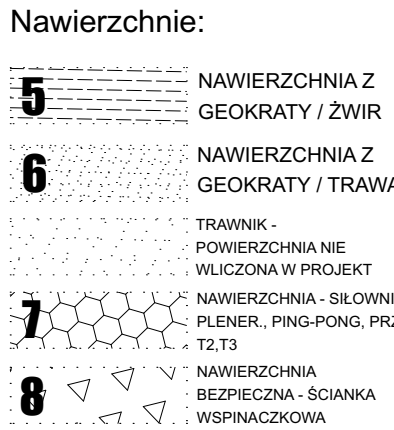 Nawierzchnie:
5 NAWIERZCHNIA Z
GEOKRATY / ŻWIR
6 NAWIERZCHNIA Z
GEOKRATY / TRAWA
TRAWNIK -
POWIERZCHNIA NIE
WLICZONA W PROJEKT
7 NAWIERZCHNIA - SIŁOWNI
PLENER., PING-PONG, PRZ
T2,T3
8 NAWIERZCHNIA
BEZPIECZNA - ŚCIANKA
WSPINACZKOWA